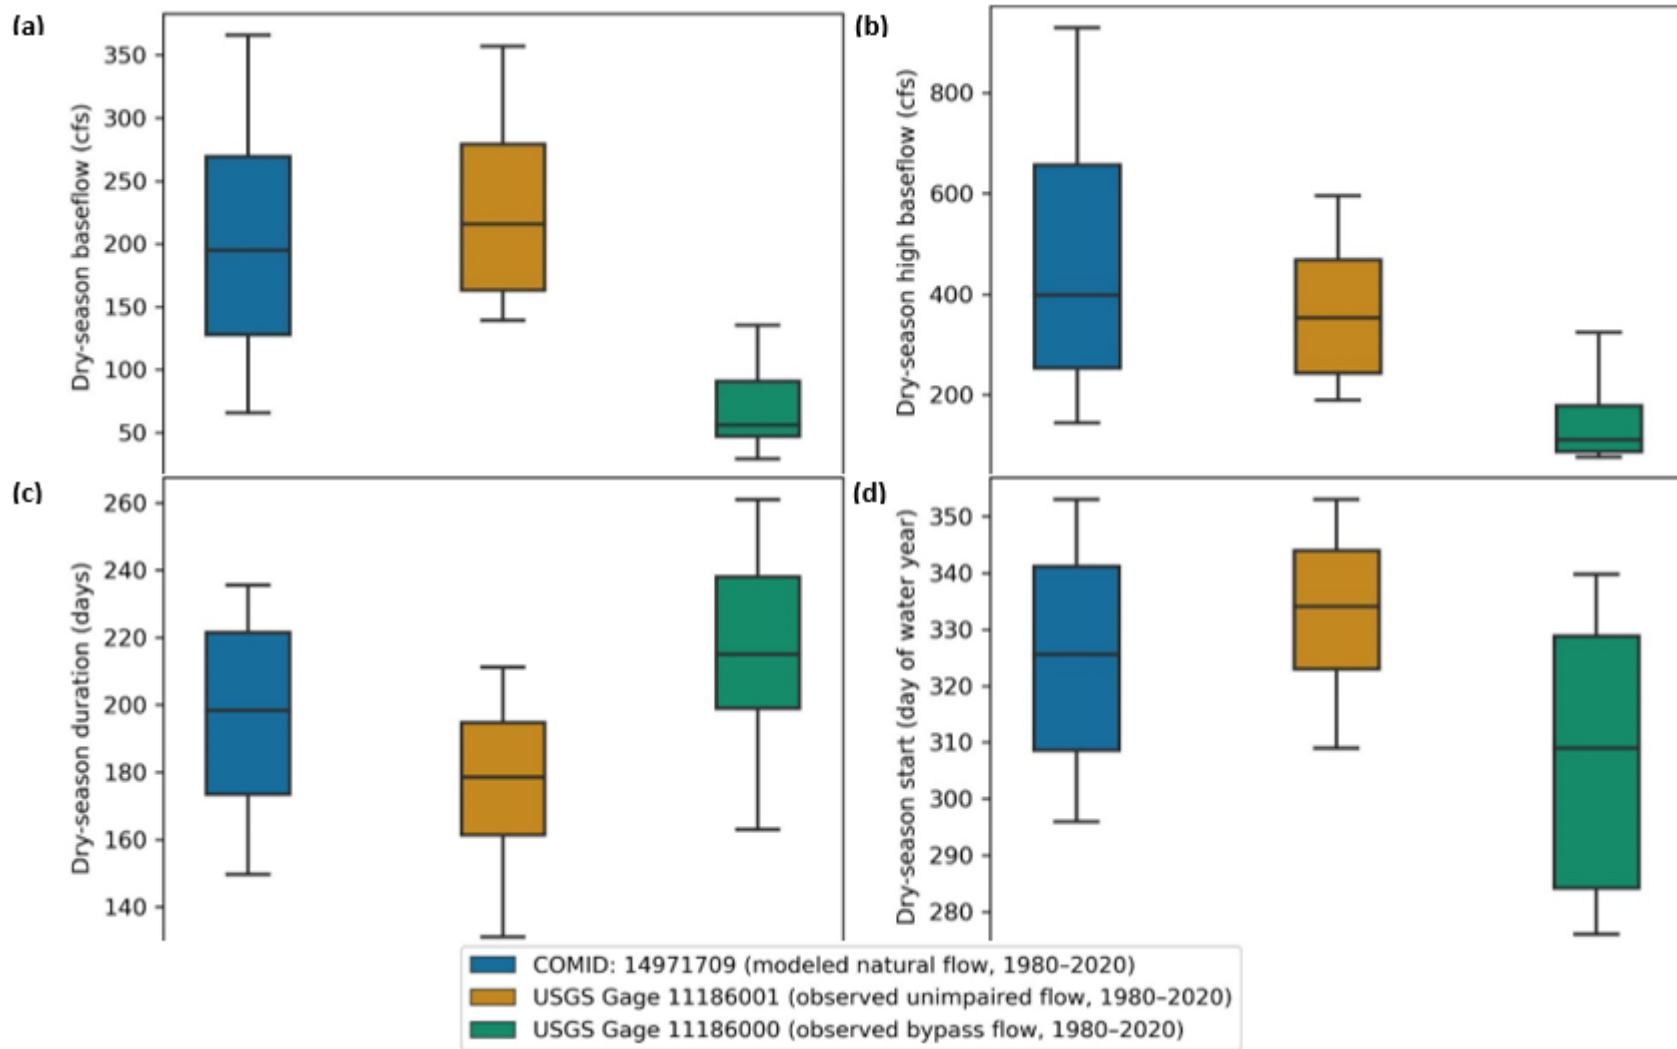 (a)
Dry-season baseflow (cfs)
350
300
250
200
150
100
50
(b)
Dry-season high baseflow (cfs)
800
600
400
200
(c)
Dry-season duration (days)
260
240
220
200
180
160
140
(d)
Dry-season start (day of water year)
350
340
330
320
310
300
290
280
COMID: 14971709 (modeled natural flow, 1980–2020)
USGS Gage 11186001 (observed unimpaired flow, 1980–2020)
USGS Gage 11186000 (observed bypass flow, 1980–2020)